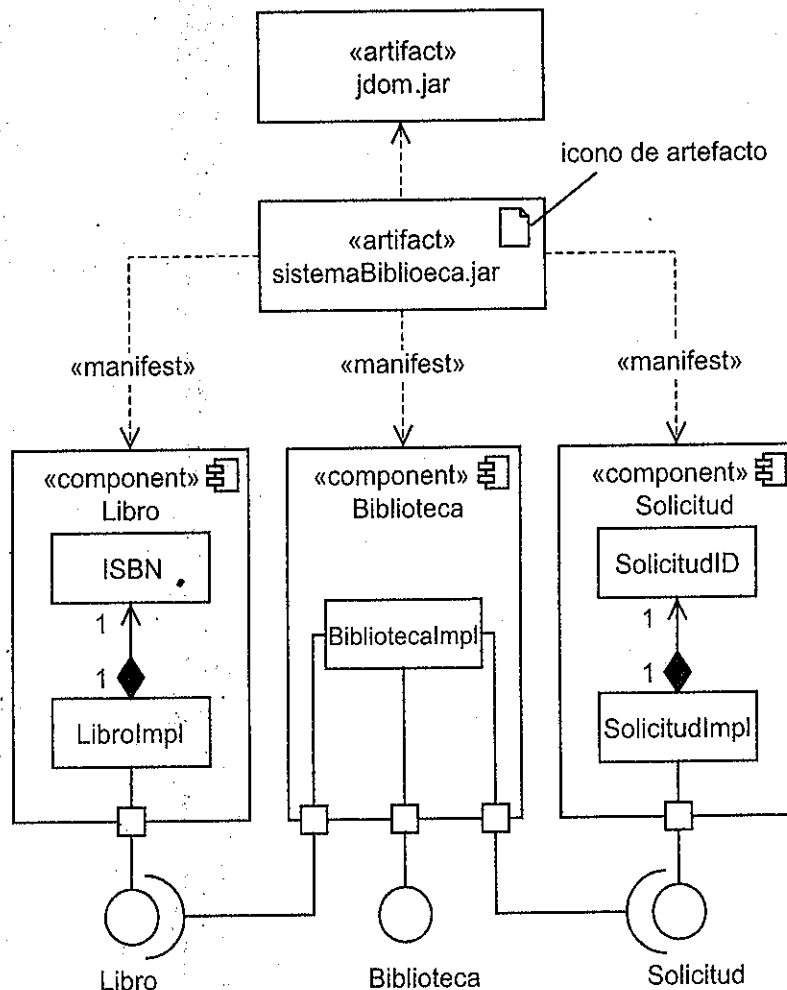 «artifact»
jdom.jar
icono de artefacto
«artifact»
sistemaBiblioeca.jar
«manifest»
«manifest»
«manifest»
«component»
Libro
ISBN
1
1
LibroImpl
«component»
Biblioteca
BibliotecaImpl
«component»
Solicitud
SolicitudID
1
1
SolicitudImpl
Libro
Biblioteca
Solicitud